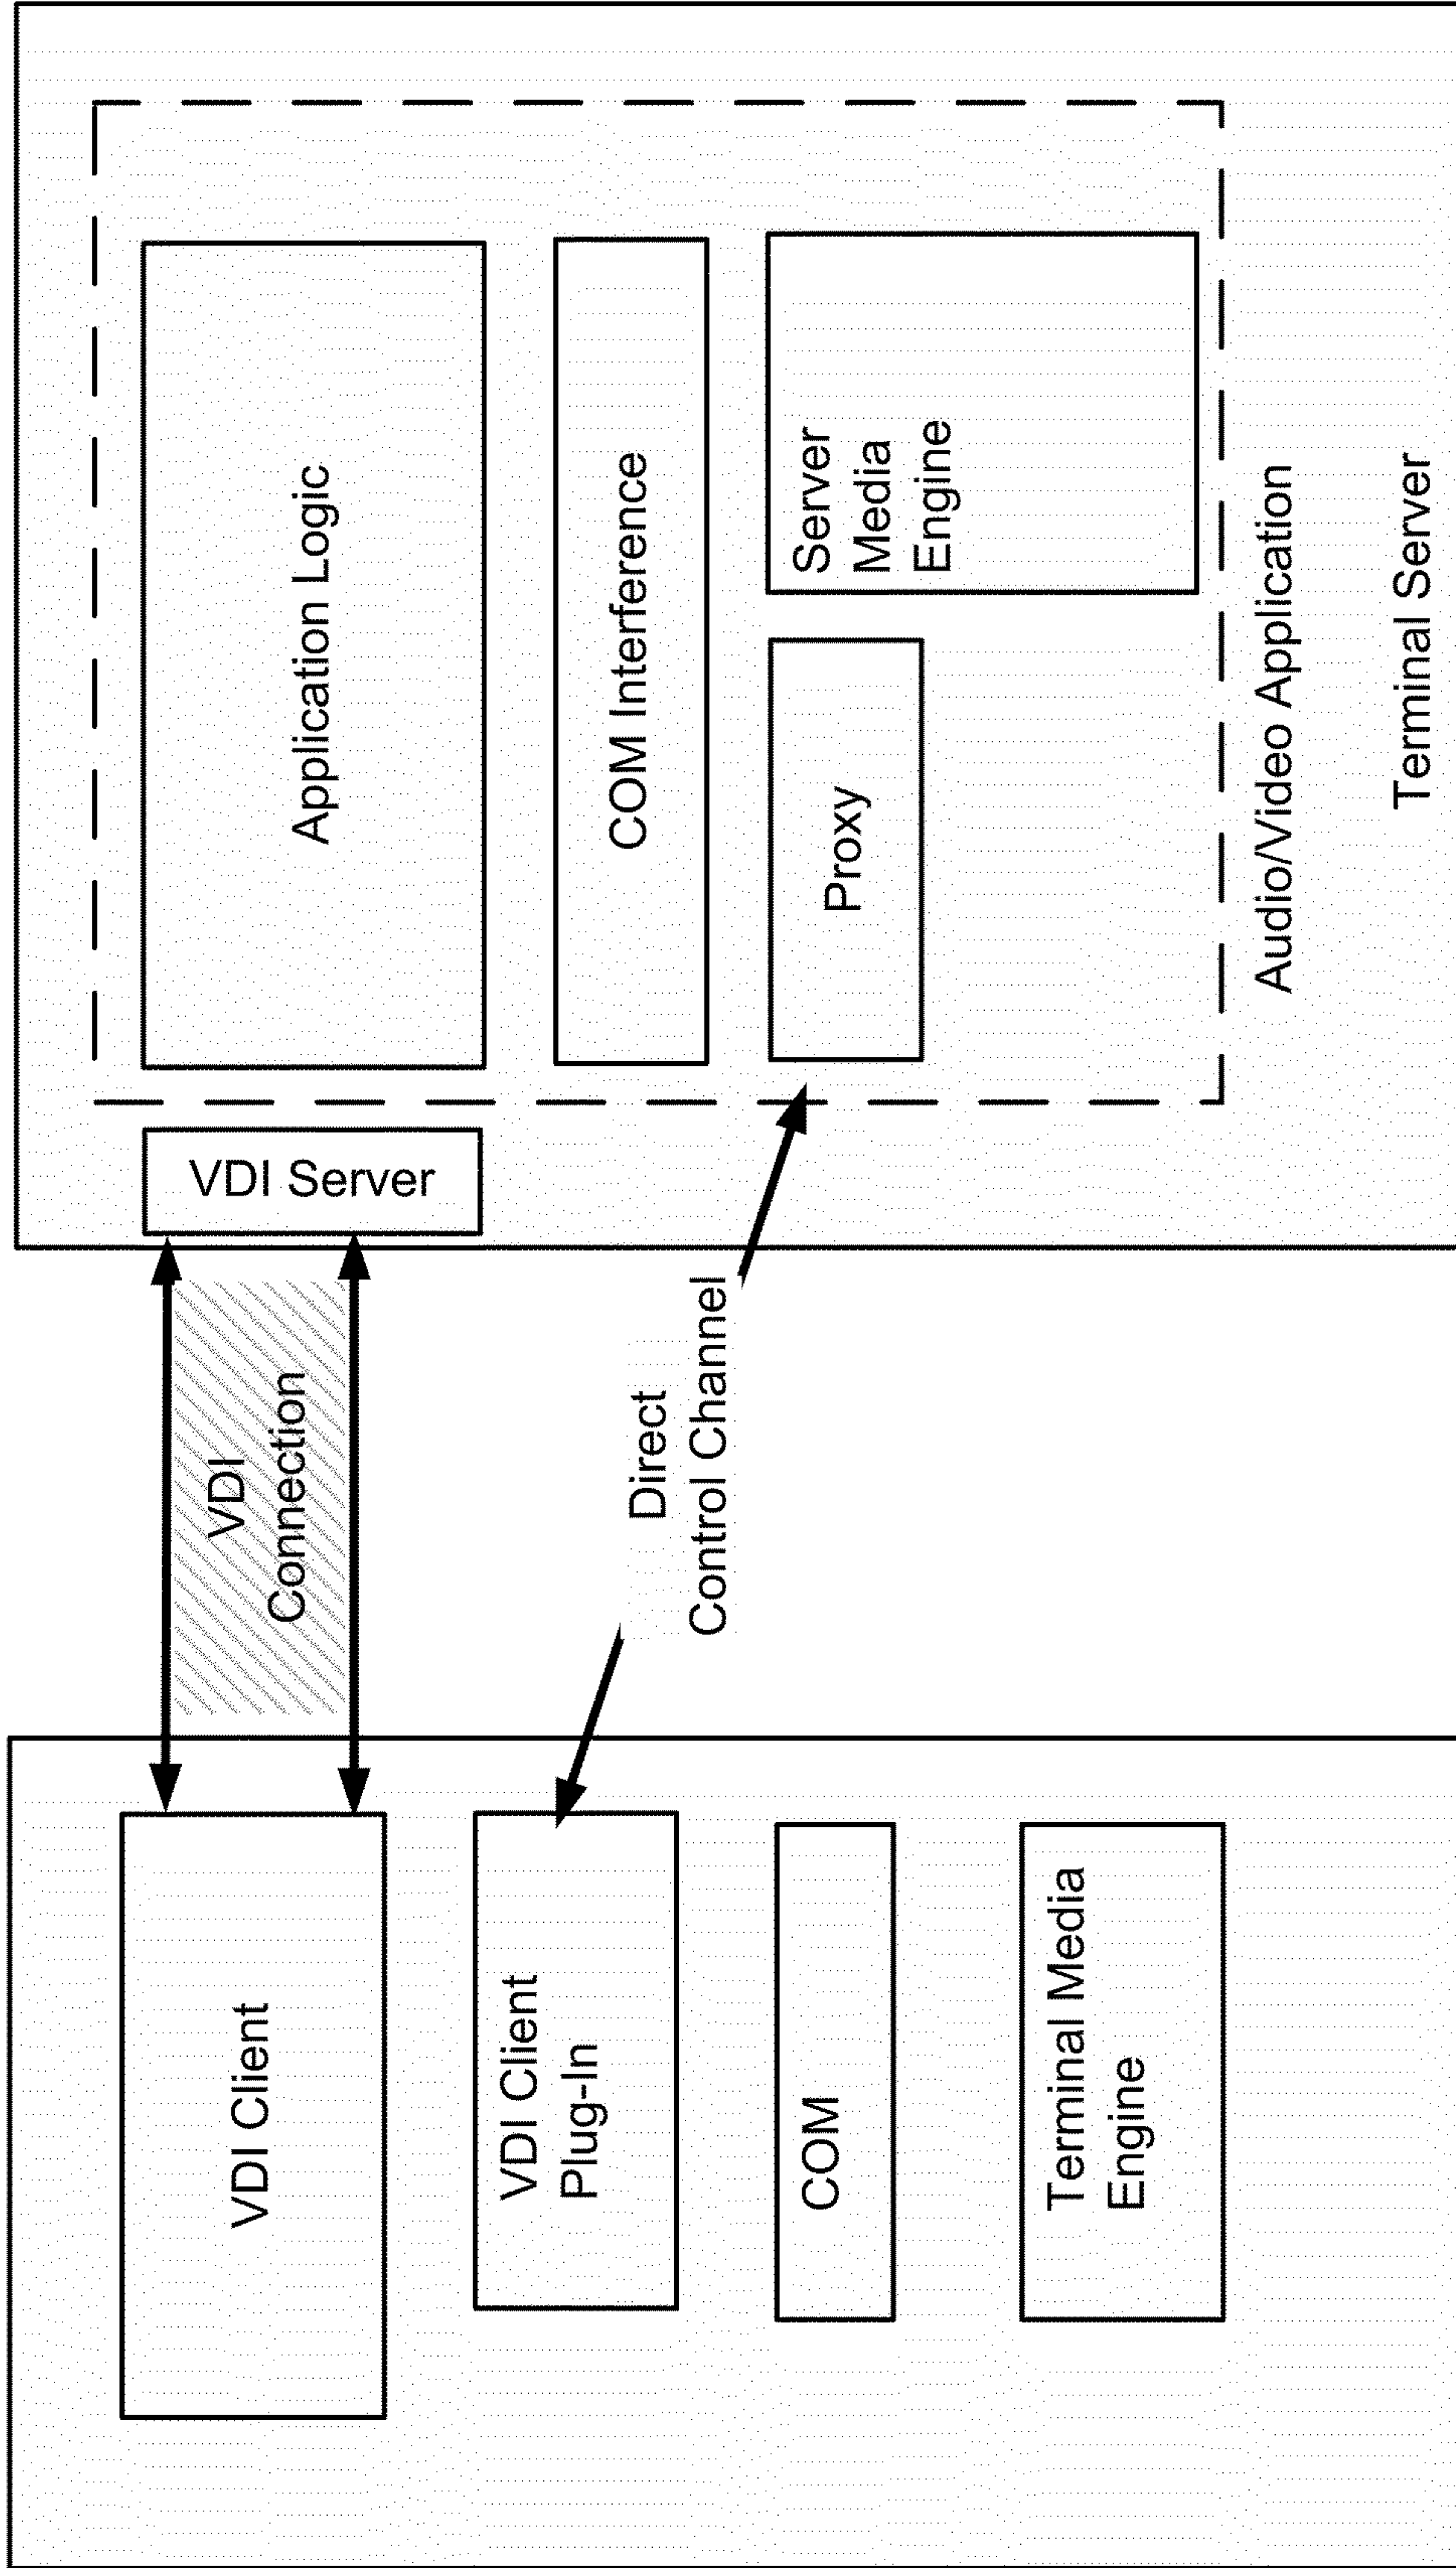 VDI Client
VDI Client
Plug-In
COM
Terminal Media
Engine
VDI
Connection
Direct
Control Channel
VDI Server
Application Logic
COM Interference
Proxy
Server
Media
Engine
Audio/Video Application
Terminal Server